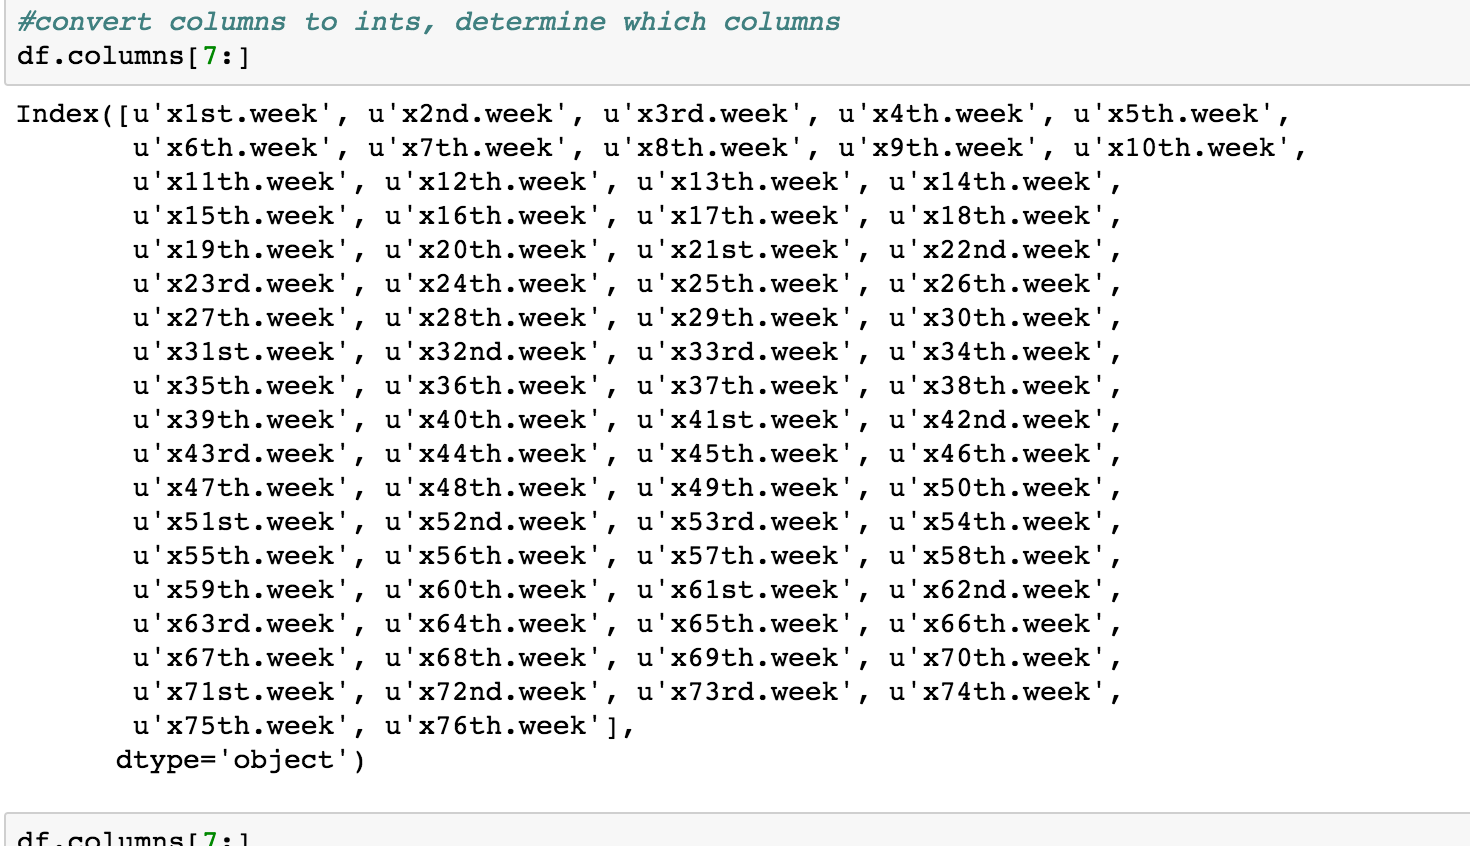 #convert columns to ints, determine which columns
df.columns[7:]
Index([u'x1st.week', u'x2nd.week', u'x3rd.week', u'x4th.week', u'x5th.week',
u'x6th.week', u'x7th.week', u'x8th.week', u'x9th.week', u'x10th.week',
u'x11th.week', u'x12th.week', u'x13th.week', u'x14th.week',
u'x15th.week', u'x16th.week', u'x17th.week', u'x18th.week',
u'x19th.week', u'x20th.week', u'x21st.week', u'x22nd.week',
u'x23rd.week', u'x24th.week', u'x25th.week', u'x26th.week',
u'x27th.week', u'x28th.week', u'x29th.week', u'x30th.week',
u'x31st.week', u'x32nd.week', u'x33rd.week', u'x34th.week',
u'x35th.week', u'x36th.week', u'x37th.week', u'x38th.week',
u'x39th.week', u'x40th.week', u'x41st.week', u'x42nd.week',
u'x43rd.week', u'x44th.week', u'x45th.week', u'x46th.week',
u'x47th.week', u'x48th.week', u'x49th.week', u'x50th.week',
u'x51st.week', u'x52nd.week', u'x53rd.week', u'x54th.week',
u'x55th.week', u'x56th.week', u'x57th.week', u'x58th.week',
u'x59th.week', u'x60th.week', u'x61st.week', u'x62nd.week',
u'x63rd.week', u'x64th.week', u'x65th.week', u'x66th.week',
u'x67th.week', u'x68th.week', u'x69th.week', u'x70th.week',
u'x71st.week', u'x72nd.week', u'x73rd.week', u'x74th.week',
u'x75th.week', u'x76th.week'],
dtype='object')
df.columns[7:]